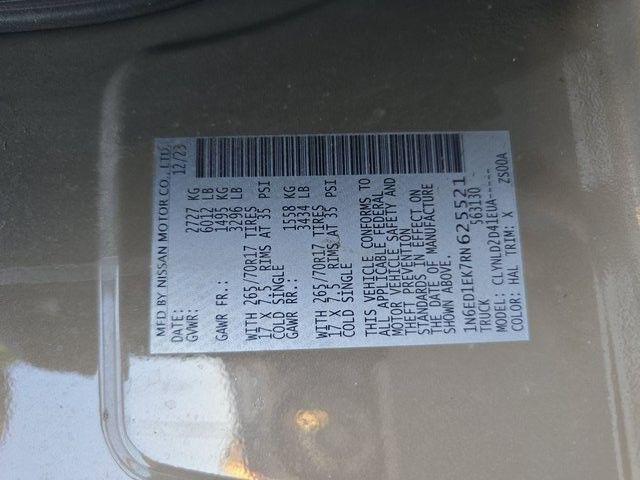 MFD BY NISSAN MOTOR CO., LTD.
DATE: 12/23
GVWR: 2727 KG
6012 LB
GAWR FR.: 1495 KG
3296 LB
WITH 265/70R17 TIRES
17 X 7.5 RIMS AT 35 PSI
COLD SINGLE
GAWR RR.: 1558 KG
3434 LB
WITH 265/70R17 TIRES
17 X 7.5 RIMS AT 35 PSI
COLD SINGLE
THIS VEHICLE CONFORMS TO
ALL APPLICABLE FEDERAL
MOTOR VEHICLE SAFETY AND
THEFT PREVENTION
STANDARDS IN EFFECT ON
THE DATE OF MANUFACTURE
SHOWN ABOVE.
1N6ED1EK7RN625521
TRUCK 563130
MODEL: CLYNLD2D41EUA-----
COLOR: HAL TRIM: X ZS00A